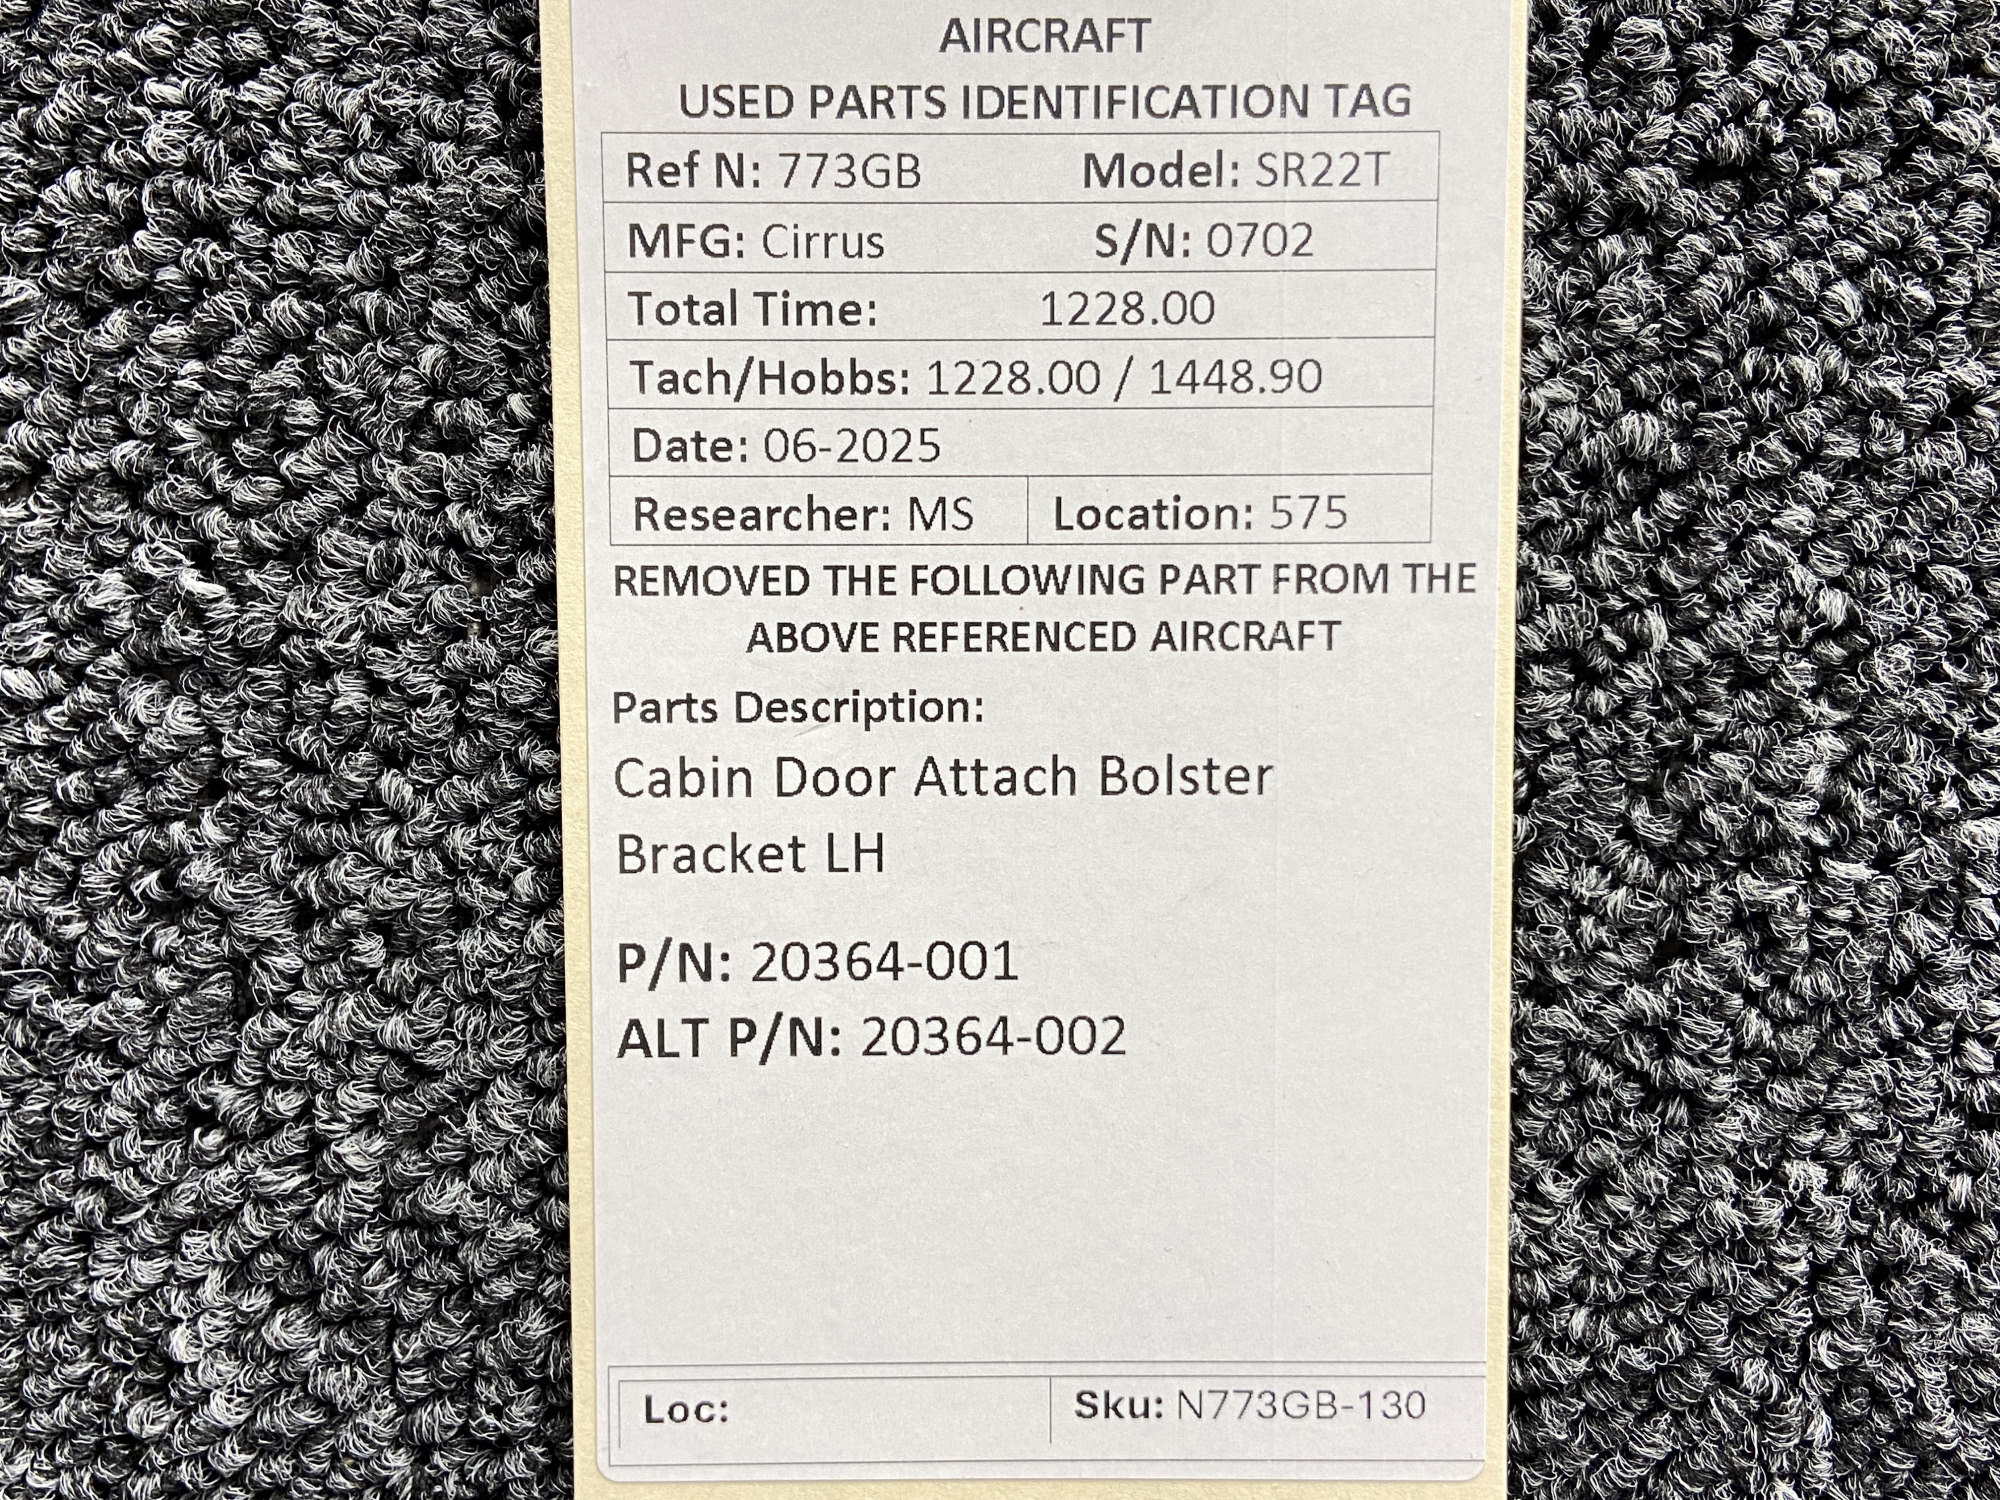 AIRCRAFT
USED PARTS IDENTIFICATION TAG
Ref N: 773GB Model: SR22T
MFG: Cirrus S/N: 0702
Total Time: 1228.00
Tach/Hobbs: 1228.00 / 1448.90
Date: 06-2025
Researcher: MS Location: 575
REMOVED THE FOLLOWING PART FROM THE
ABOVE REFERENCED AIRCRAFT
Parts Description:
Cabin Door Attach Bolster
Bracket LH
P/N: 20364-001
ALT P/N: 20364-002
Loc: Sku: N773GB-130